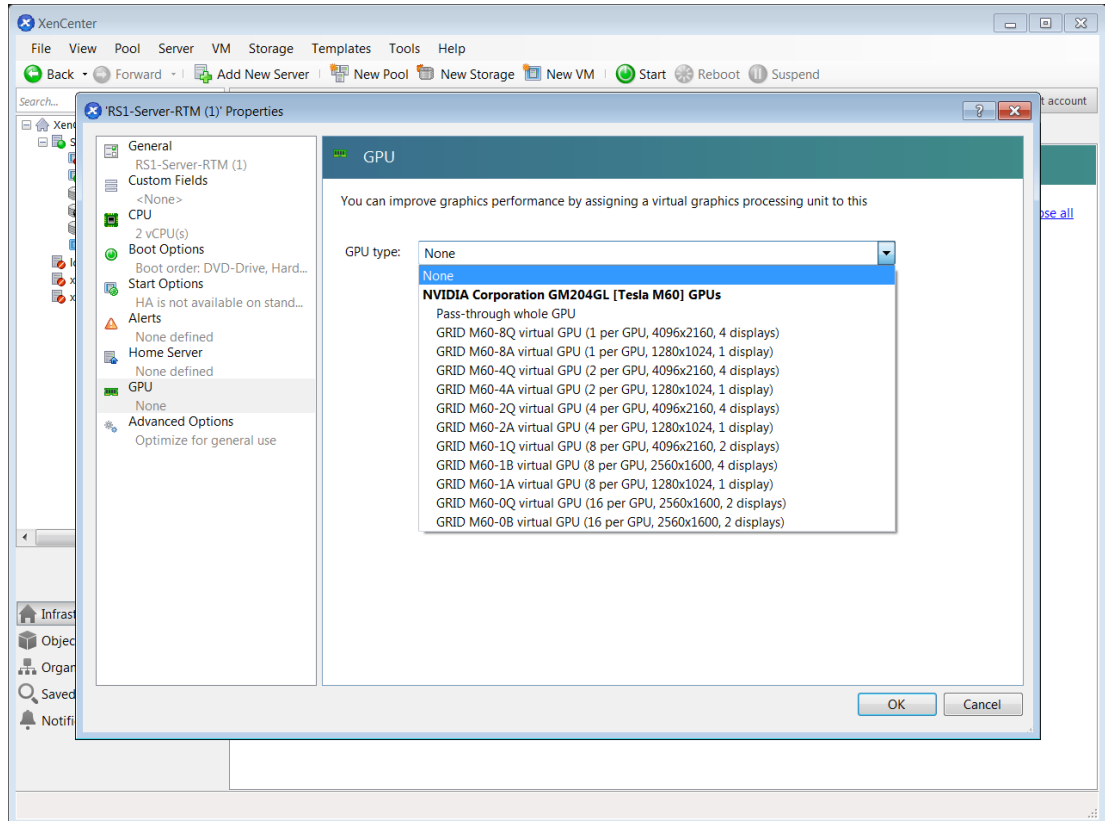 XenCenter
File View Pool Server VM Storage Templates Tools Help
Back Forward Add New Server New Pool New Storage New VM Start Reboot Suspend
Search...
t account
'RS1-Server-RTM (1)' Properties
General
RS1-Server-RTM (1)
Custom Fields
<None>
CPU
2 vCPU(s)
Boot Options
Boot order: DVD-Drive, Hard...
Start Options
HA is not available on stand...
Alerts
None defined
Home Server
None defined
GPU
None
Advanced Options
Optimize for general use
GPU
You can improve graphics performance by assigning a virtual graphics processing unit to this
GPU type: None
None
NVIDIA Corporation GM204GL [Tesla M60] GPUs
Pass-through whole GPU
GRID M60-8Q virtual GPU (1 per GPU, 4096x2160, 4 displays)
GRID M60-8A virtual GPU (1 per GPU, 1280x1024, 1 display)
GRID M60-4Q virtual GPU (2 per GPU, 4096x2160, 4 displays)
GRID M60-4A virtual GPU (2 per GPU, 1280x1024, 1 display)
GRID M60-2Q virtual GPU (4 per GPU, 4096x2160, 4 displays)
GRID M60-2A virtual GPU (4 per GPU, 1280x1024, 1 display)
GRID M60-1Q virtual GPU (8 per GPU, 4096x2160, 2 displays)
GRID M60-1B virtual GPU (8 per GPU, 2560x1600, 4 displays)
GRID M60-1A virtual GPU (8 per GPU, 1280x1024, 1 display)
GRID M60-0Q virtual GPU (16 per GPU, 2560x1600, 2 displays)
GRID M60-0B virtual GPU (16 per GPU, 2560x1600, 2 displays)
OK Cancel
Xen
S
ose all
Infrast
Objec
Organ
Saved
Notifi